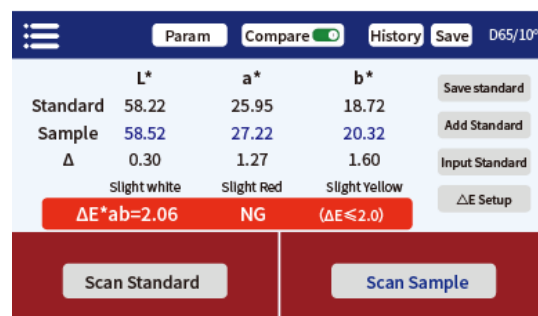 Param Compare History Save D65/10°
L* a* b*
Standard 58.22 25.95 18.72
Sample 58.52 27.22 20.32
Δ 0.30 1.27 1.60
Slight white Slight Red Slight Yellow
ΔE*ab=2.06 NG (ΔE≤2.0)
Save standard
Add Standard
Input Standard
△E Setup
Scan Standard Scan Sample